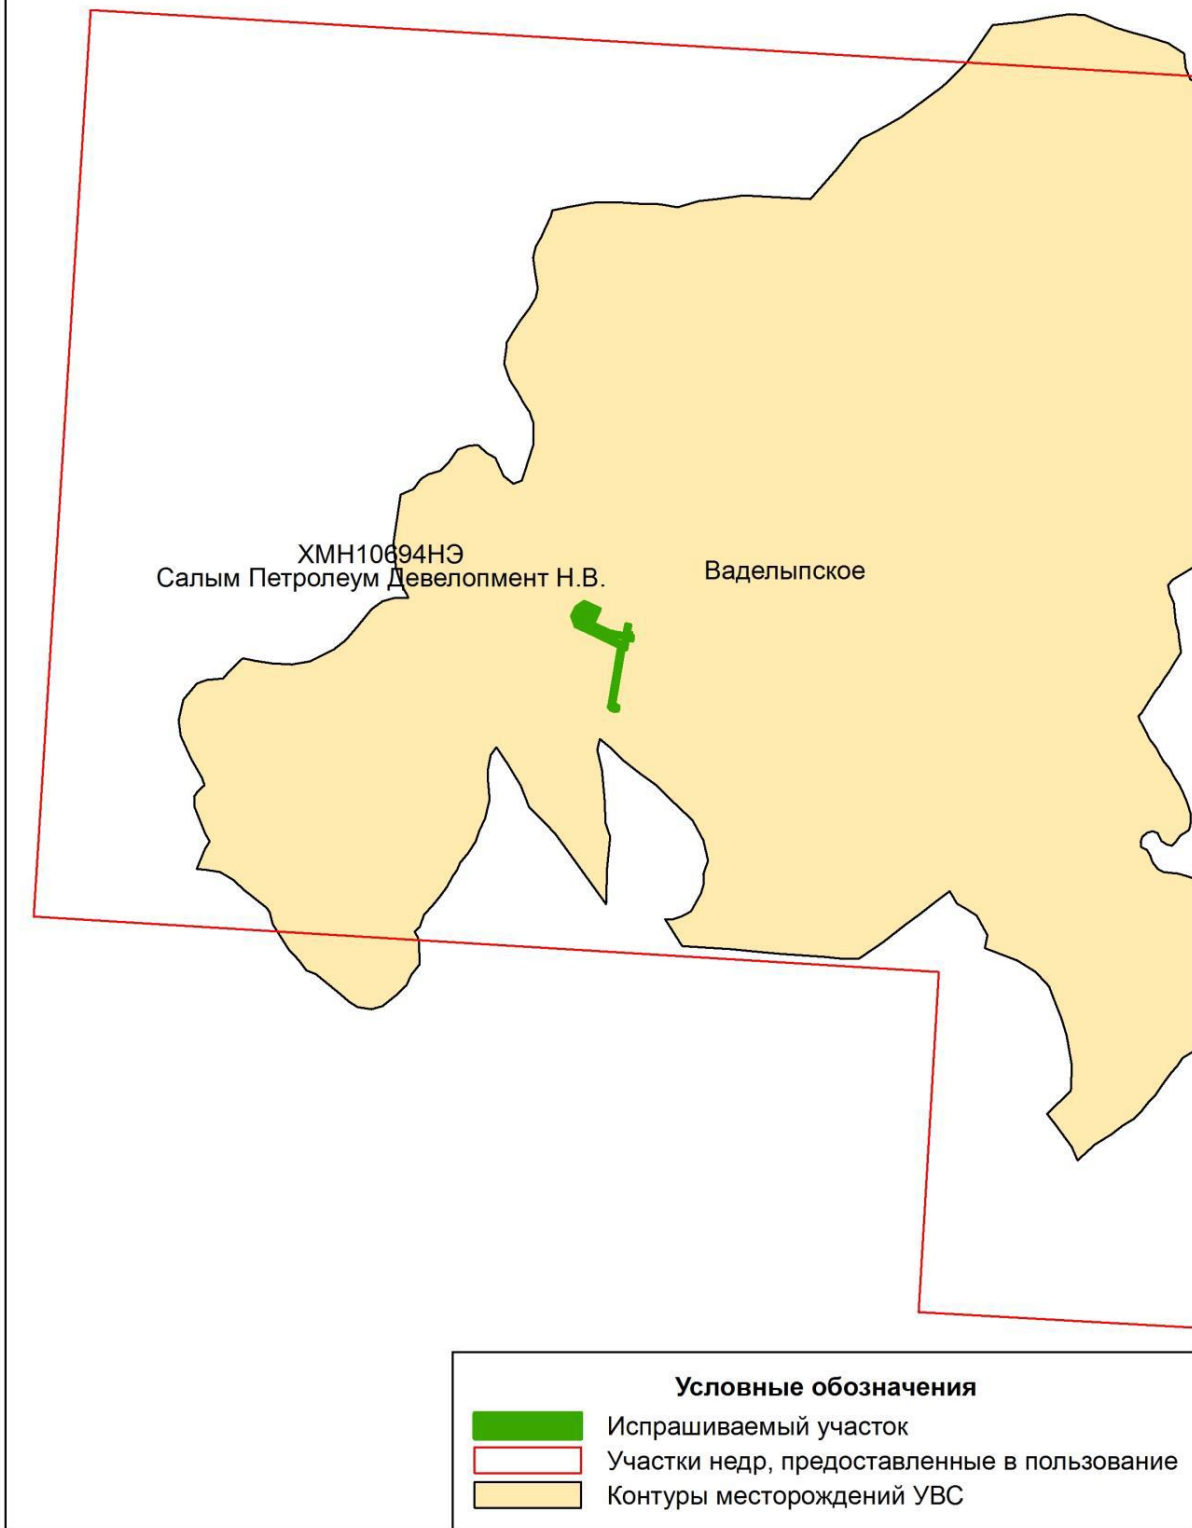 ХМН10694НЭ
Салым Петролеум Девелопмент Н.В.
Ваделыпское
Условные обозначения
Испрашиваемый участок
Участки недр, предоставленные в пользование
Контуры месторождений УВС